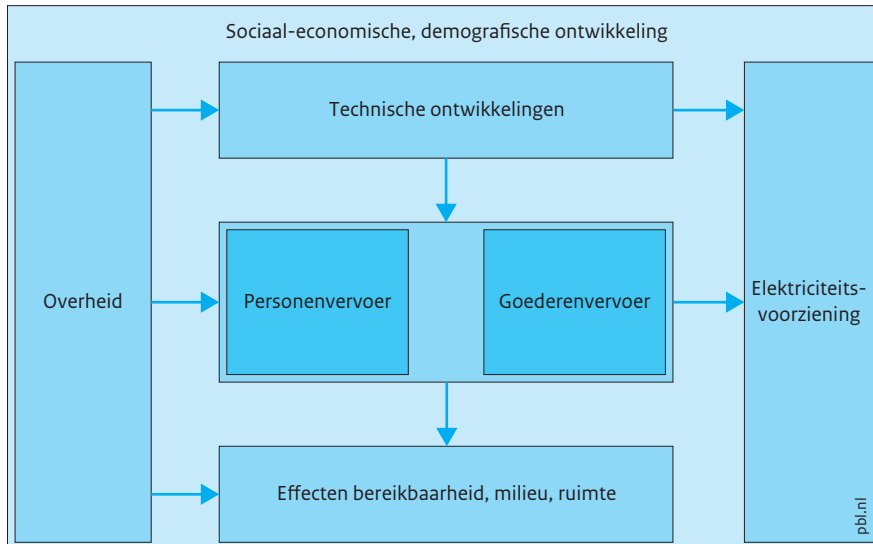 Sociaal-economische, demografische ontwikkeling
Technische ontwikkelingen
Overheid
Personenvervoer
Goederenvervoer
Elektriciteits-
voorziening
Effecten bereikbaarheid, milieu, ruimte
pbl.nl